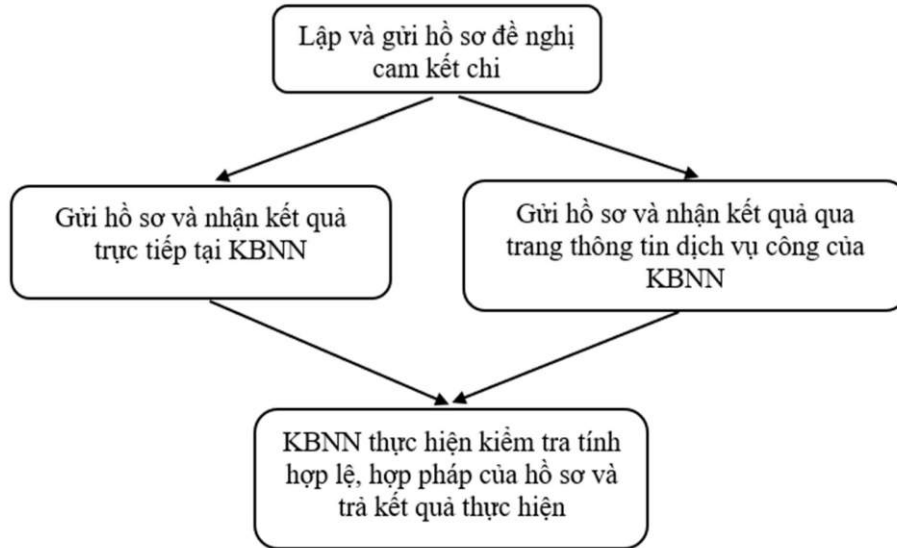 Lập và gửi hồ sơ đề nghị
cam kết chi
Gửi hồ sơ và nhận kết quả
trực tiếp tại KBNN
Gửi hồ sơ và nhận kết quả qua
trang thông tin dịch vụ công của
KBNN
KBNN thực hiện kiểm tra tính
hợp lệ, hợp pháp của hồ sơ và
trả kết quả thực hiện